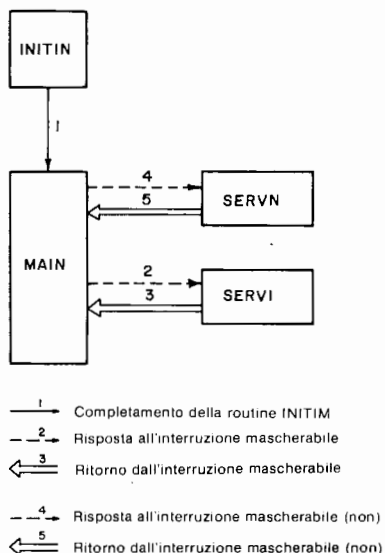 INITIN
1
MAIN
4
5
SERVN
2
3
SERVI
1 Completamento della routine INITIM
2 Risposta all'interruzione mascherabile
3 Ritorno dall'interruzione mascherabile
4 Risposta all'interruzione mascherabile (non)
5 Ritorno dall'interruzione mascherabile (non)